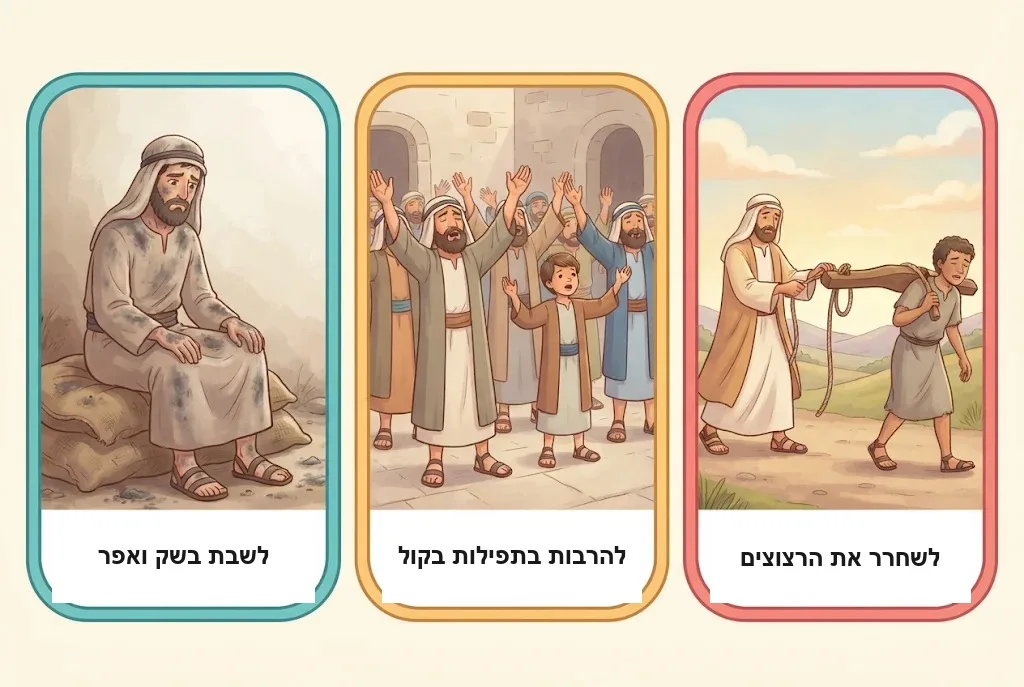 לשחרר את הרצוצים
להרבות בתפילות בקול
לשבת בשק ואפר